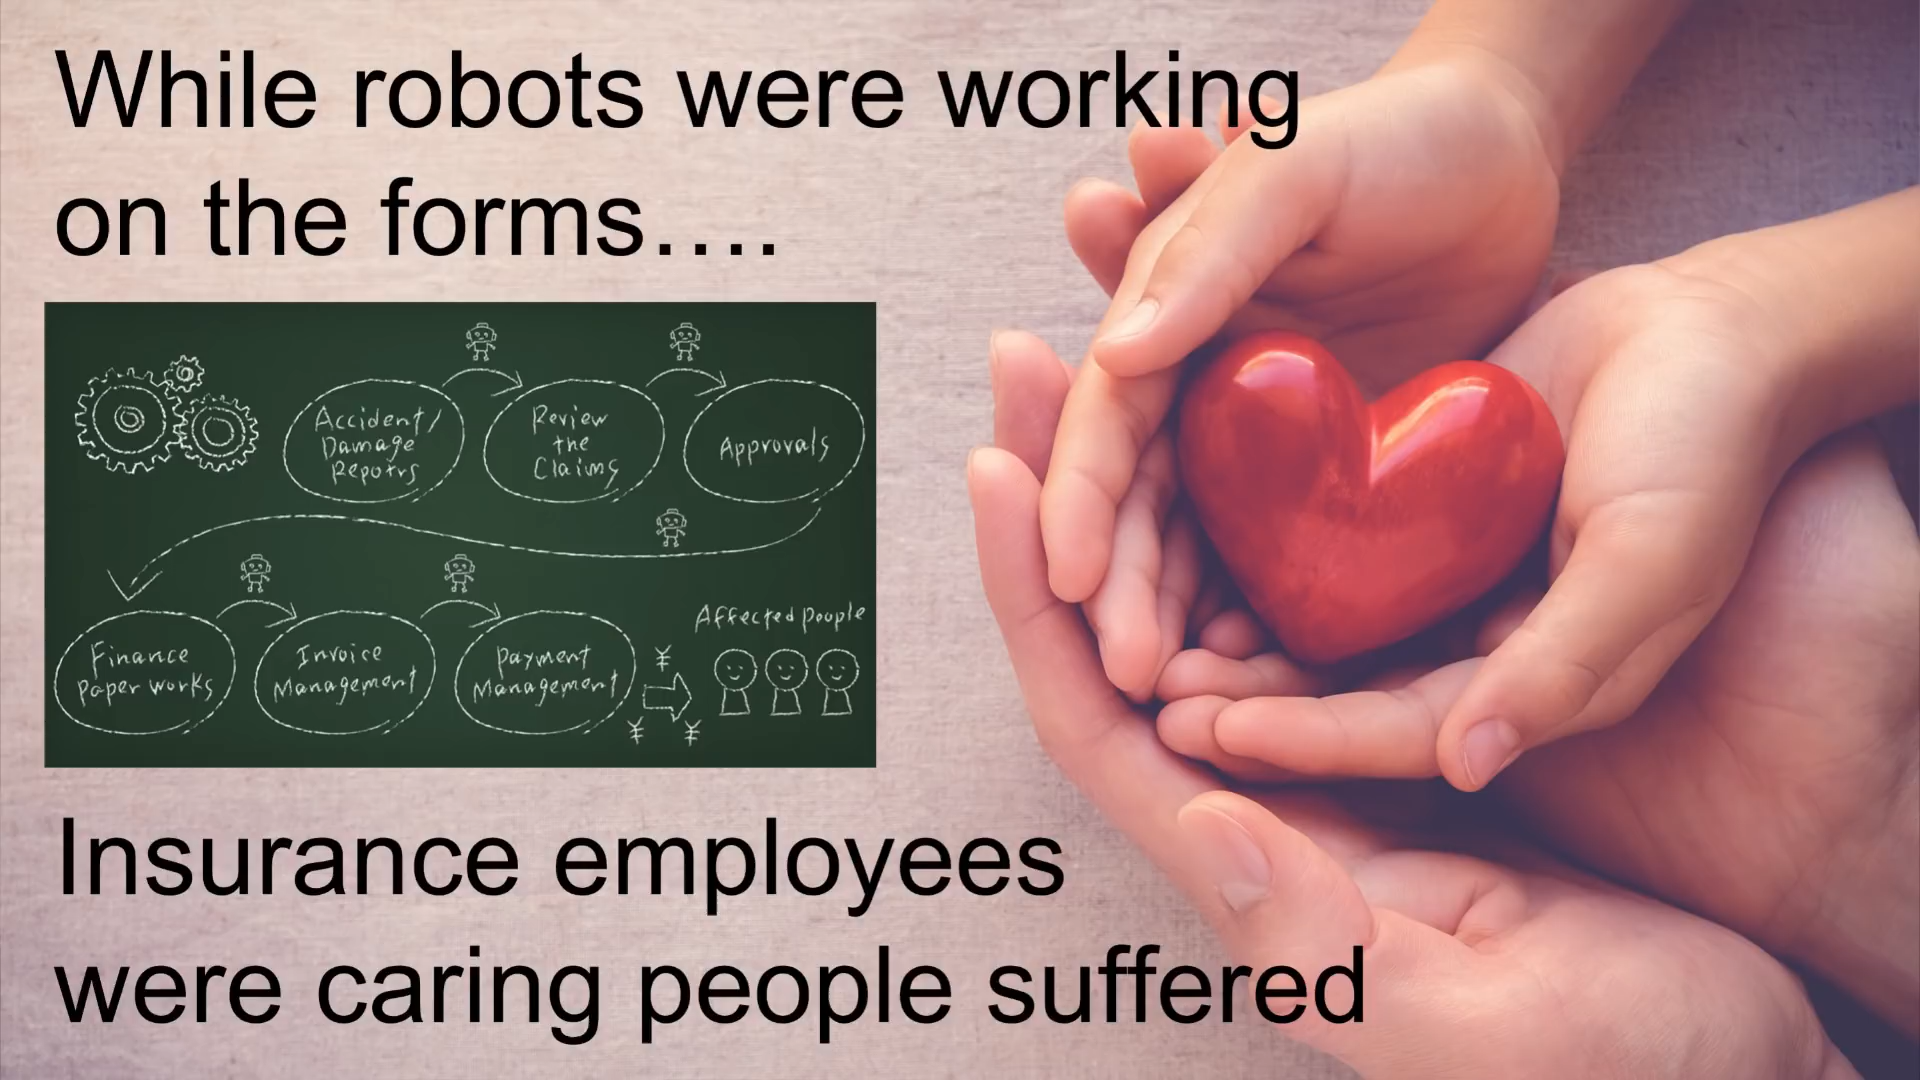 While robots were working
on the forms....
Accident/
Damage
Repotrs
Review
the
Claims
Approvals
Finance
paper works
Invoice
Management
payment
Management
¥
¥
¥
Affected people
Insurance employees
were caring people suffered